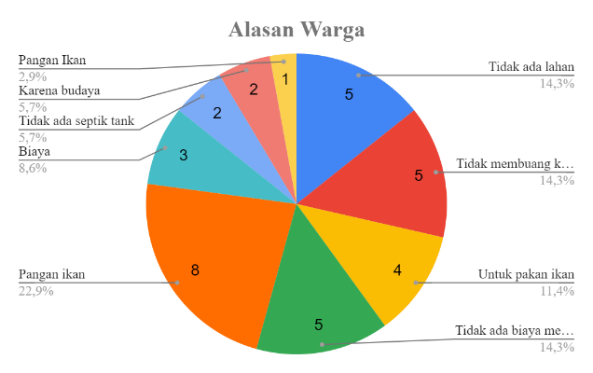 Alasan Warga
Pangan Ikan
2,9%
Karena budaya
5,7%
Tidak ada septik tank
5,7%
Biaya
8,6%
Pangan ikan
22,9%
Tidak ada lahan
14,3%
Tidak membuang k...
14,3%
Untuk pakan ikan
11,4%
Tidak ada biaya me...
14,3%
1
2
2
3
8
5
5
4
5